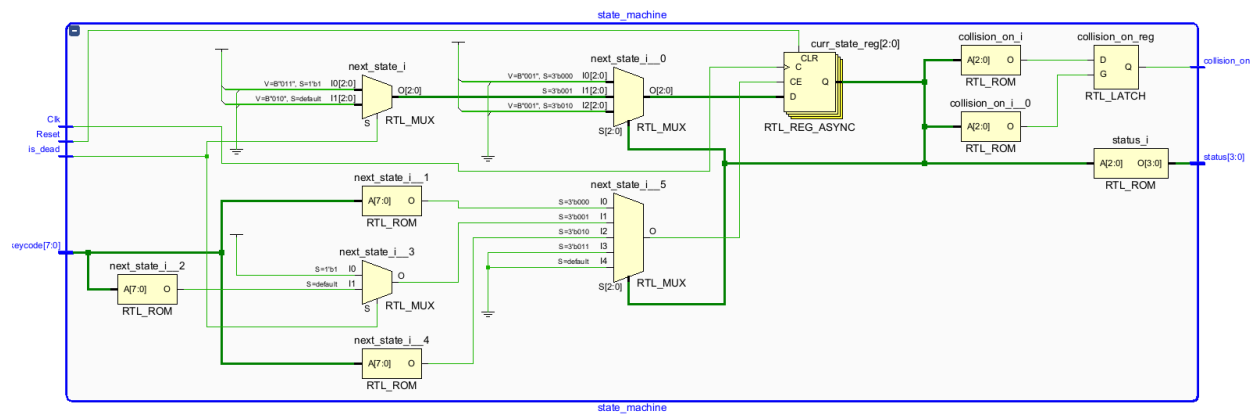 state_machine
next_state_i
V=B"011", S=1'b1 I0[2:0]
V=B"010", S=default I1[2:0]
O[2:0]
S
RTL_MUX
next_state_i__0
V=B"001", S=3'b000 I0[2:0]
S=3'b001 I1[2:0]
V=B"001", S=3'b010 I2[2:0]
O[2:0]
S[2:0]
RTL_MUX
curr_state_reg[2:0]
CLR
C
CE
D
Q
RTL_REG_ASYNC
collision_on_i
A[2:0] O
RTL_ROM
collision_on_reg
D
G
Q
RTL_LATCH
collision_on
collision_on_i__0
A[2:0] O
RTL_ROM
status_i
A[2:0] O[3:0]
RTL_ROM
status[3:0]
Clk
Reset
is_dead
next_state_i__1
A[7:0] O
RTL_ROM
keycode[7:0]
next_state_i__2
A[7:0] O
RTL_ROM
next_state_i__3
S=1'b1 I0
S=default I1
O
S
RTL_MUX
next_state_i__4
A[7:0] O
RTL_ROM
next_state_i__5
S=3'b000 I0
S=3'b001 I1
S=3'b010 I2
S=3'b011 I3
S=default I4
O
S[2:0]
RTL_MUX
state_machine